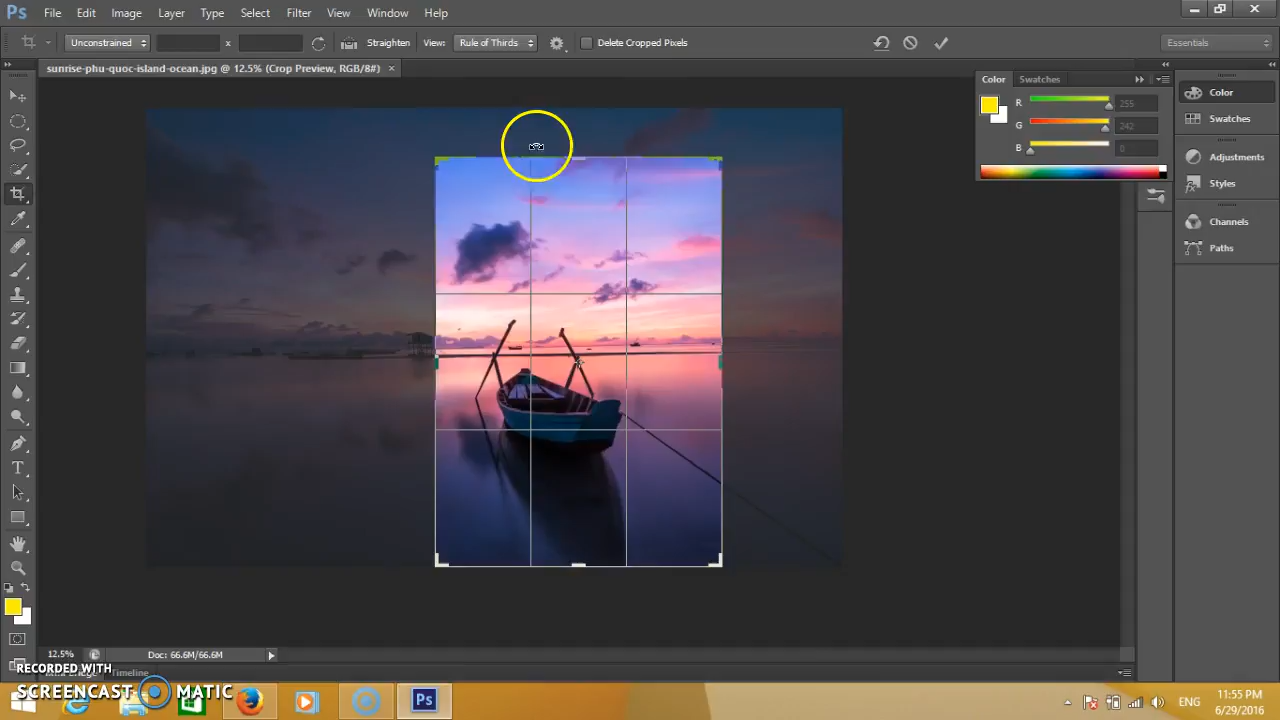 Ps File Edit Image Layer Type Select Filter View Window Help
Unconstrained x Straighten View: Rule of Thirds Delete Cropped Pixels Essentials
sunrise-phu-quoc-island-ocean.jpg @ 12.5% (Crop Preview, RGB/8#) ×
Color Swatches
R 255
G 242
B 0
Color
Swatches
Adjustments
Styles
Channels
Paths
12.5% Doc: 66.6M/66.6M
Timeline
RECORDED WITH
SCREENCAST MATIC
Ps
ENG
11:55 PM
6/29/2016